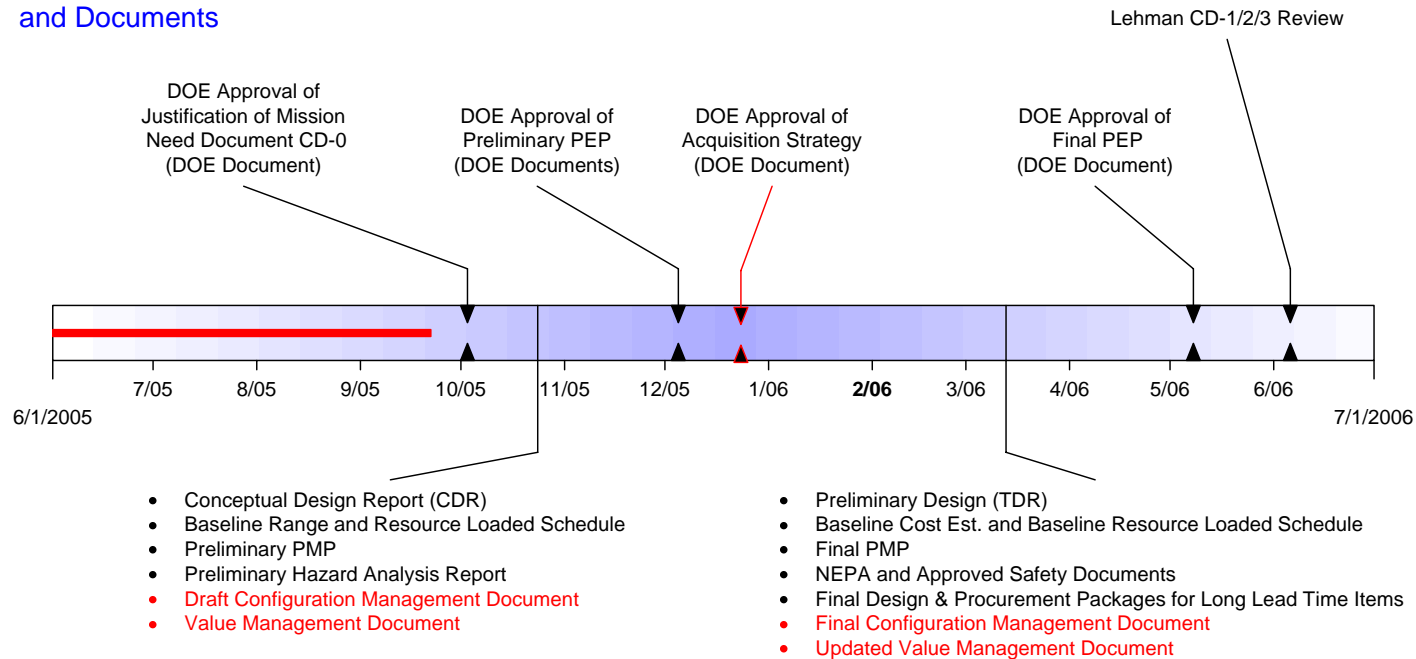 and Documents
Lehman CD-1/2/3 Review
DOE Approval of
Justification of Mission
Need Document CD-0
(DOE Document)
DOE Approval of
Preliminary PEP
(DOE Documents)
DOE Approval of
Acquisition Strategy
(DOE Document)
DOE Approval of
Final PEP
(DOE Document)
7/05 8/05 9/05 10/05 11/05 12/05 1/06 2/06 3/06 4/06 5/06 6/06
6/1/2005 7/1/2006
• Conceptual Design Report (CDR)
• Baseline Range and Resource Loaded Schedule
• Preliminary PMP
• Preliminary Hazard Analysis Report
• Draft Configuration Management Document
• Value Management Document
• Preliminary Design (TDR)
• Baseline Cost Est. and Baseline Resource Loaded Schedule
• Final PMP
• NEPA and Approved Safety Documents
• Final Design & Procurement Packages for Long Lead Time Items
• Final Configuration Management Document
• Updated Value Management Document